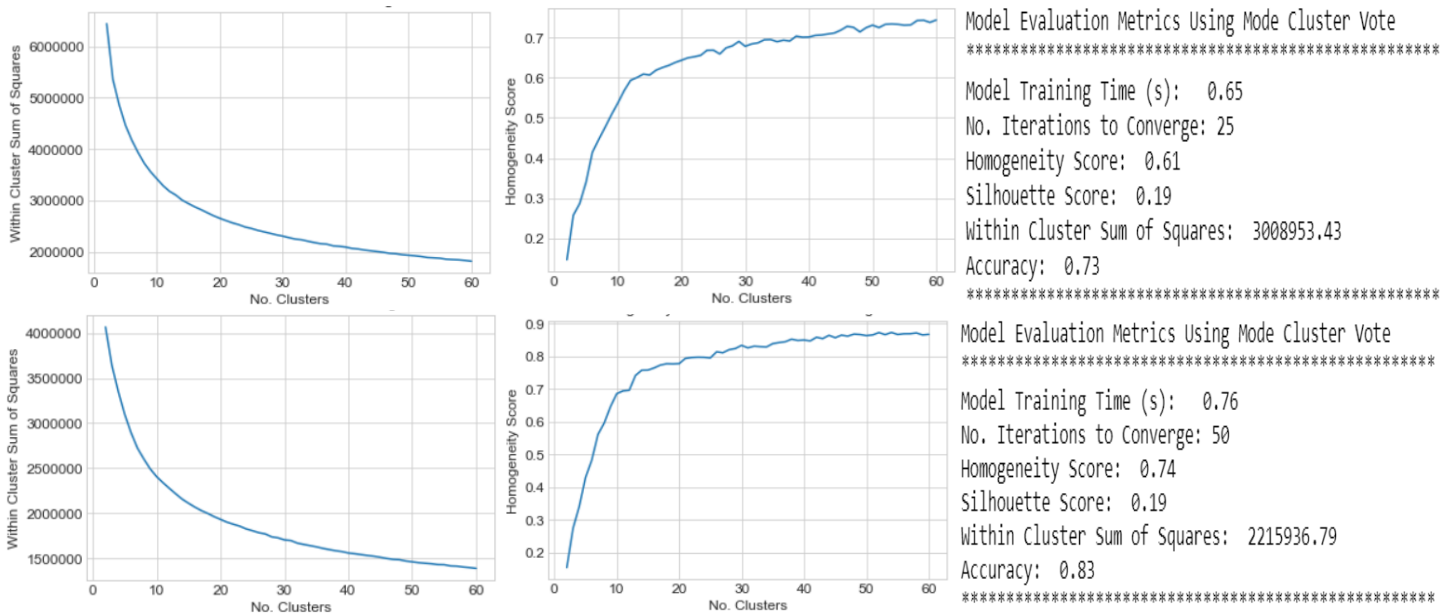 6000000
5000000
4000000
3000000
2000000
Within Cluster Sum of Squares
0 10 20 30 40 50 60
No. Clusters
0.7
0.6
0.5
0.4
0.3
0.2
Homogeneity Score
0 10 20 30 40 50 60
No. Clusters
Model Evaluation Metrics Using Mode Cluster Vote
*****************************************************
Model Training Time (s): 0.65
No. Iterations to Converge: 25
Homogeneity Score: 0.61
Silhouette Score: 0.19
Within Cluster Sum of Squares: 3008953.43
Accuracy: 0.73
*****************************************************
4000000
3500000
3000000
2500000
2000000
1500000
Within Cluster Sum of Squares
0 10 20 30 40 50 60
No. Clusters
0.9
0.8
0.7
0.6
0.5
0.4
0.3
0.2
Homogeneity Score
0 10 20 30 40 50 60
No. Clusters
Model Evaluation Metrics Using Mode Cluster Vote
*****************************************************
Model Training Time (s): 0.76
No. Iterations to Converge: 50
Homogeneity Score: 0.74
Silhouette Score: 0.19
Within Cluster Sum of Squares: 2215936.79
Accuracy: 0.83
*****************************************************